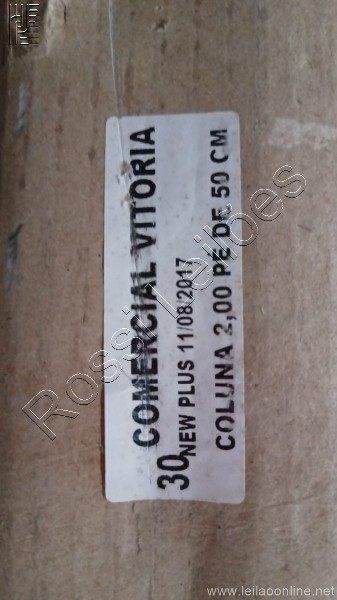 COMERCIAL VITORIA
30 NEW PLUS 11/08/2017
COLUNA 2,00 PE DE 50 CM
Rossi Leilões
www.leilaoonline.net